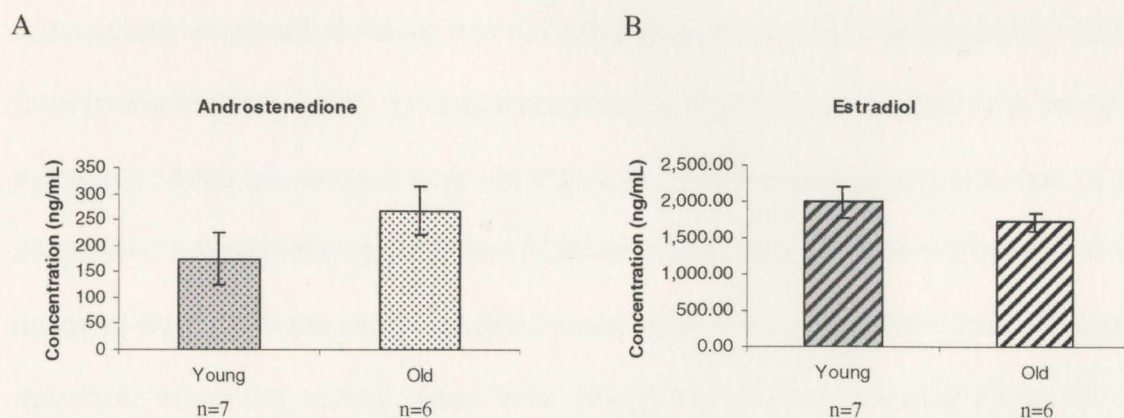 A
B
Androstenedione
Concentration (ng/mL)
350
300
250
200
150
100
50
0
Young
Old
n=7
n=6
Estradiol
Concentration (ng/mL)
2,500.00
2,000.00
1,500.00
1,000.00
500.00
0.00
Young
Old
n=7
n=6